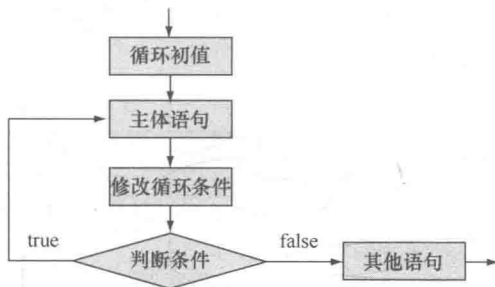 循环初值
主体语句
修改循环条件
true
判断条件
false
其他语句